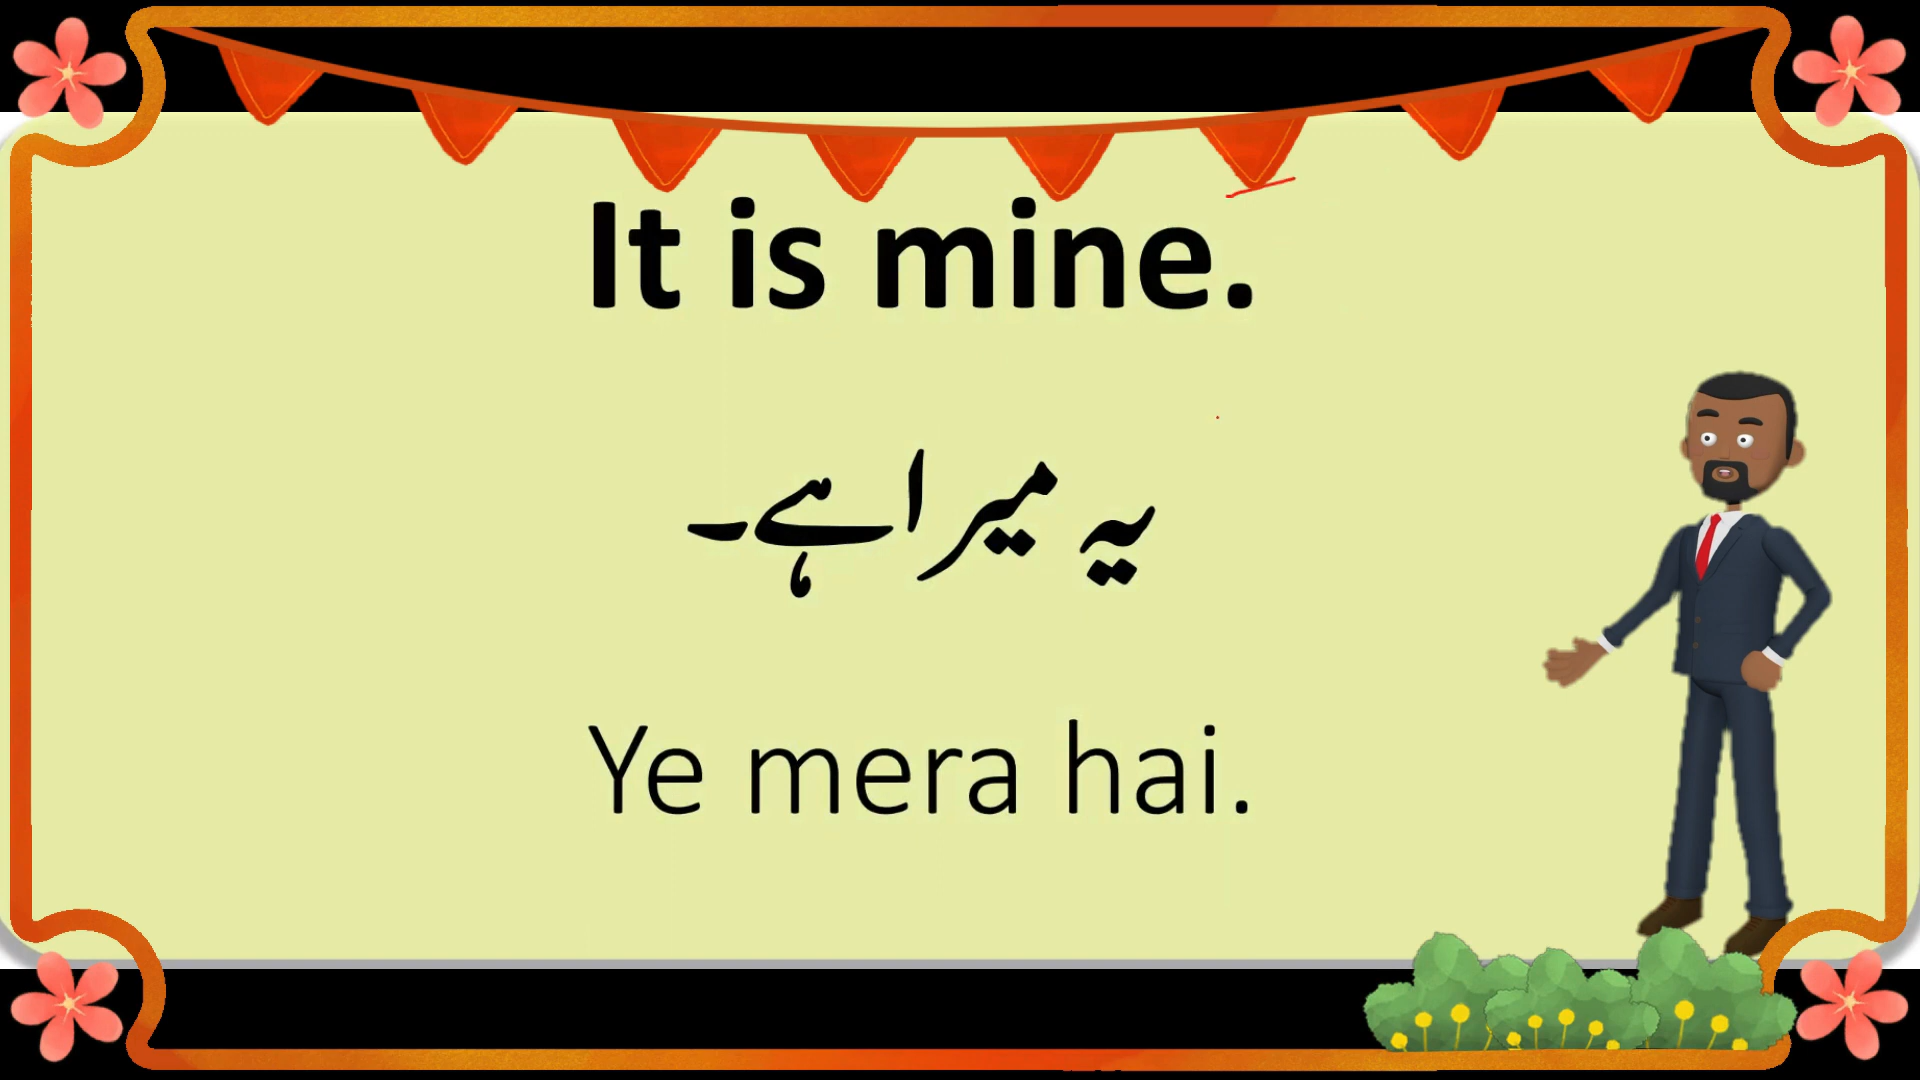 It is mine.
یہ میرا ہے۔
Ye mera hai.